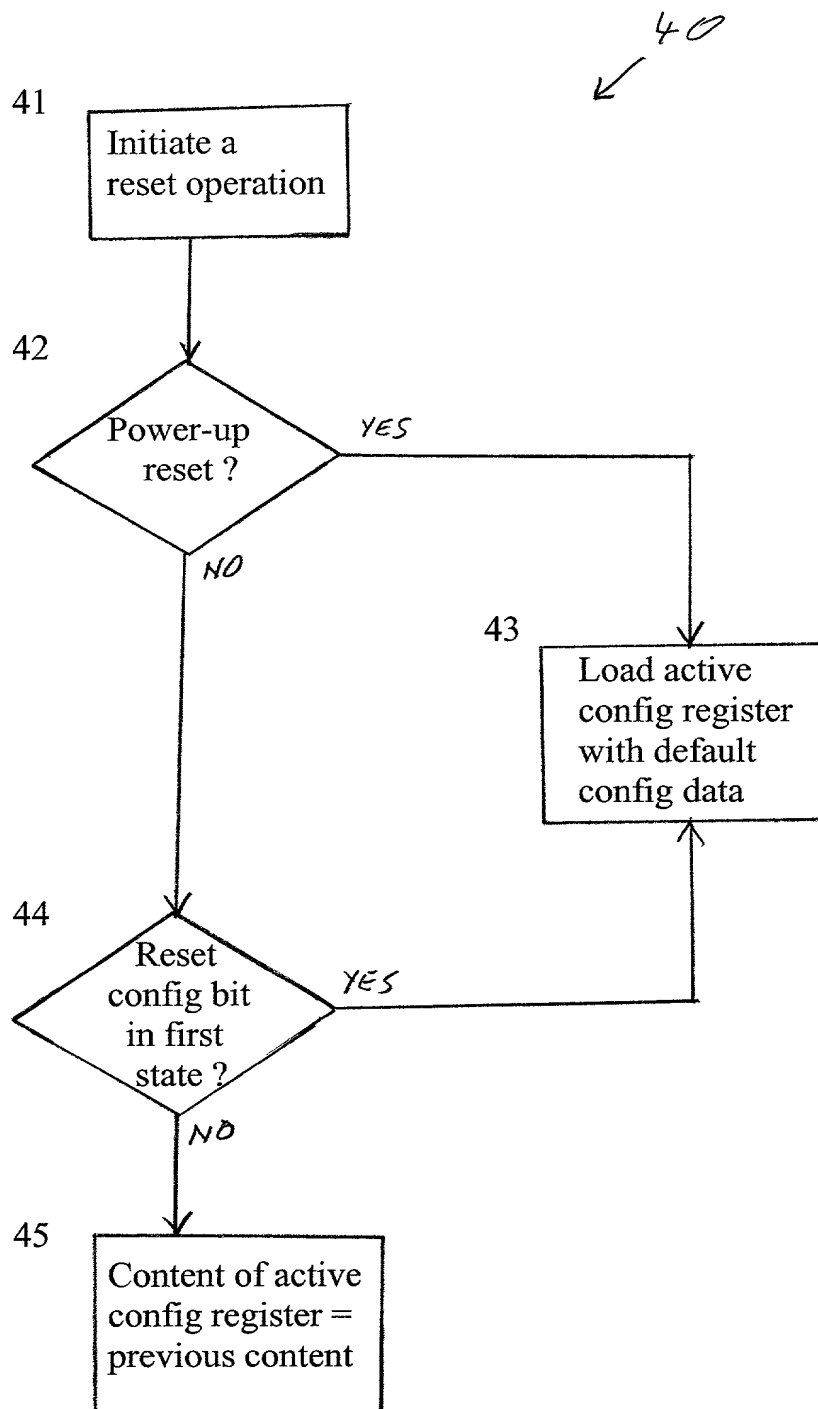 40
41
Initiate a
reset operation
42
Power-up
reset ?
YES
NO
43
Load active
config register
with default
config data
44
Reset
config bit
in first
state ?
YES
NO
45
Content of active
config register =
previous content